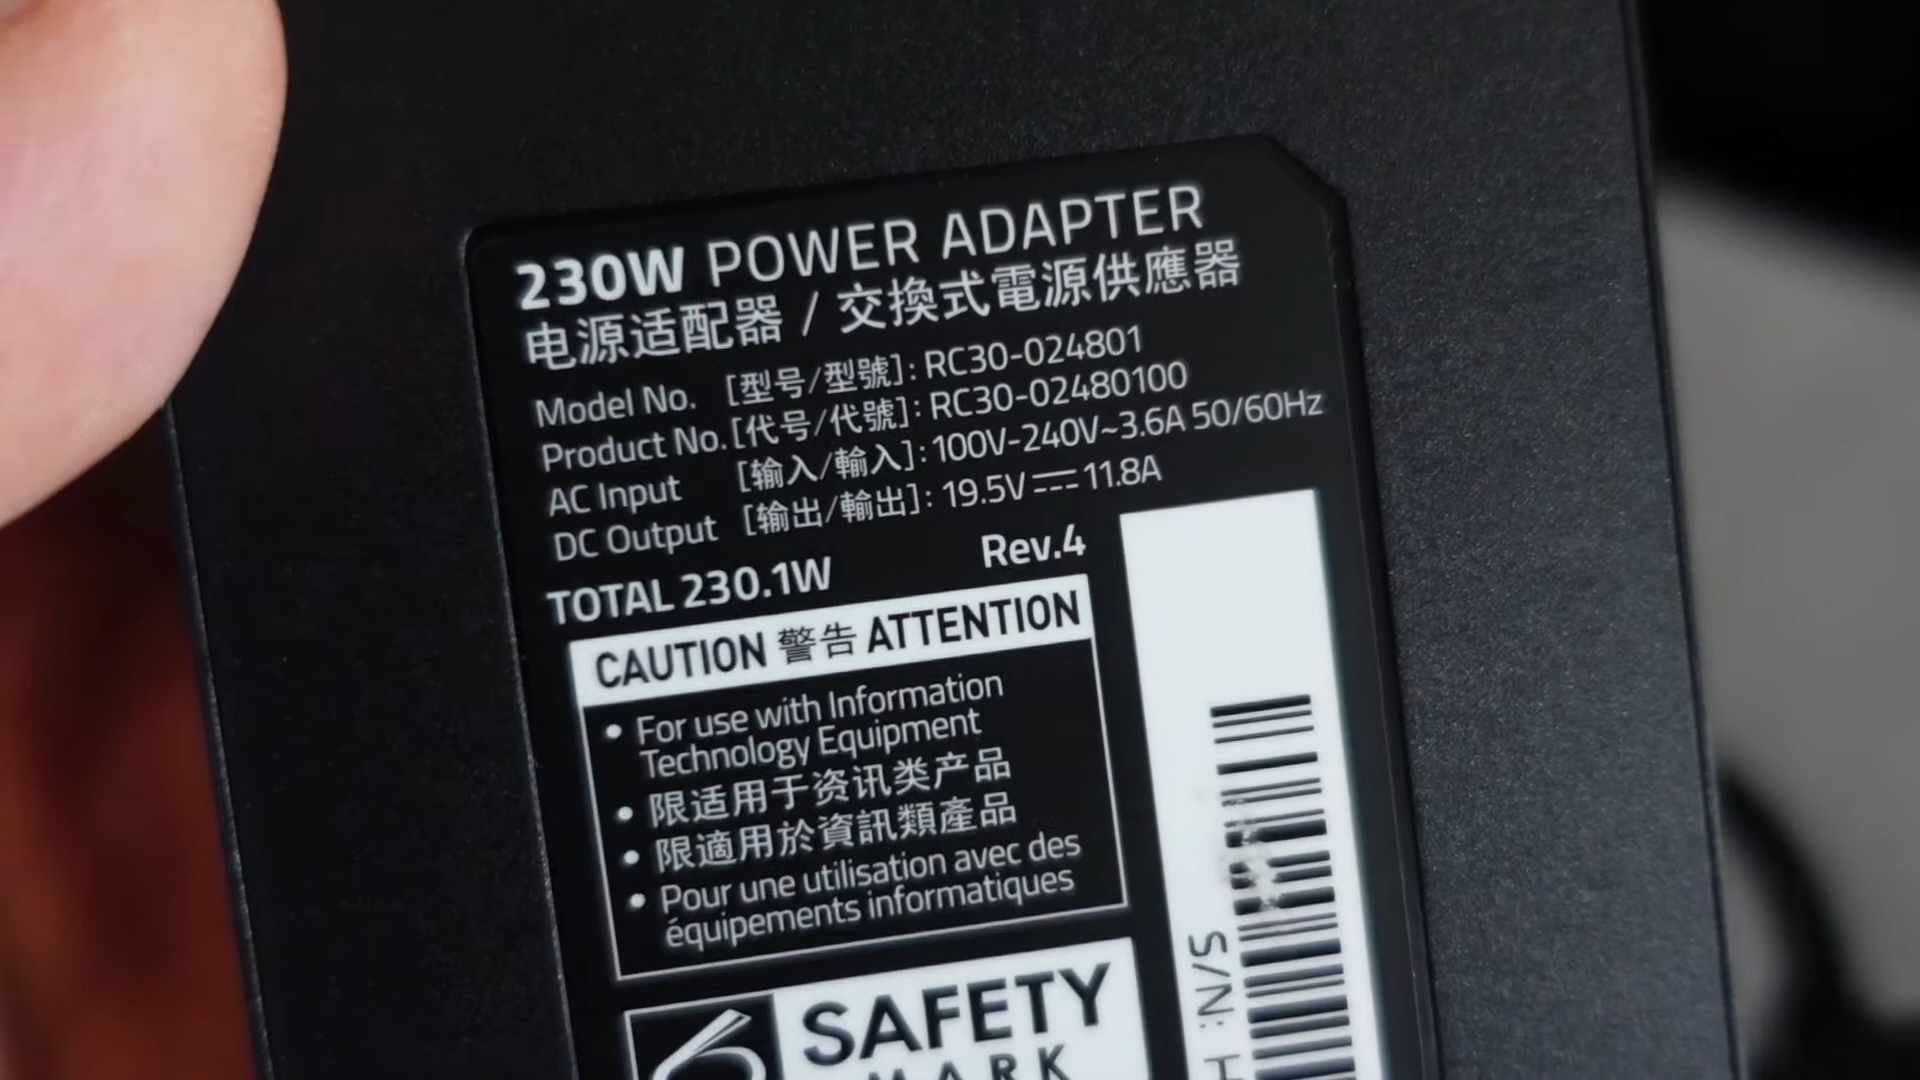 230W POWER ADAPTER
电源适配器 / 交換式電源供應器
Model No. [型号/型號]: RC30-024801
Product No. [代号/代號]: RC30-02480100
AC Input [输入/輸入]: 100V-240V~3.6A 50/60Hz
DC Output [输出/輸出]: 19.5V⎓11.8A
TOTAL 230.1W Rev.4
CAUTION 警告 ATTENTION
• For use with Information
Technology Equipment
• 限适用于资讯类产品
• 限適用於資訊類產品
• Pour une utilisation avec des
équipements informatiques
SAFETY
MARK
S/N: H